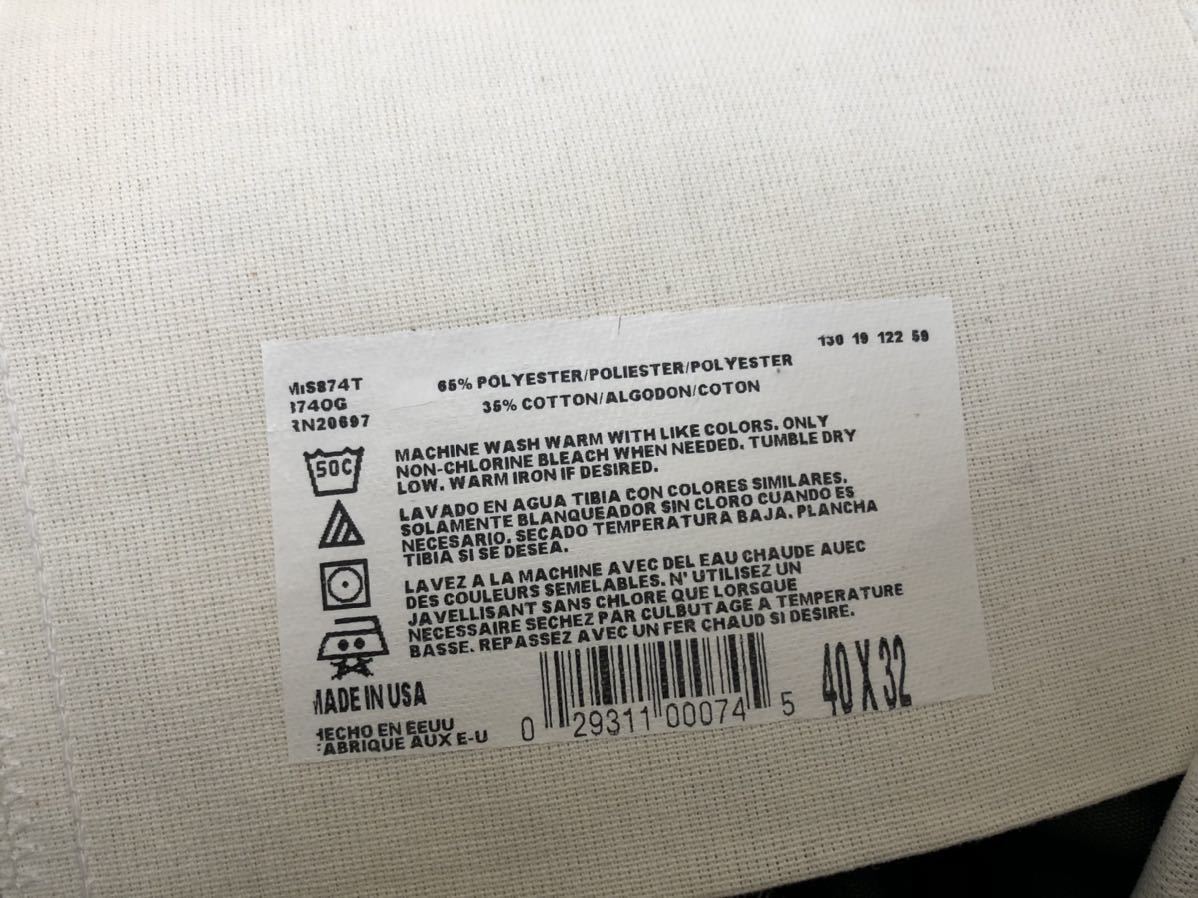 130 19 122 59
MIS874T
874OG
RN20697
65% POLYESTER/POLIESTER/POLYESTER
35% COTTON/ALGODON/COTON
50C
MACHINE WASH WARM WITH LIKE COLORS. ONLY
NON-CHLORINE BLEACH WHEN NEEDED. TUMBLE DRY
LOW. WARM IRON IF DESIRED.
LAVADO EN AGUA TIBIA CON COLORES SIMILARES.
SOLAMENTE BLANQUEADOR SIN CLORO CUANDO ES
NECESARIO. SECADO TEMPERATURA BAJA. PLANCHA
TIBIA SI SE DESEA.
LAVEZ A LA MACHINE AVEC DEL EAU CHAUDE AUEC
DES COULEURS SEMELABLES. N' UTILISEZ UN
JAVELLISANT SANS CHLORE QUE LORSQUE
NECESSAIRE SECHEZ PAR CULBUTAGE A TEMPERATURE
BASSE. REPASSEZ AVEC UN FER CHAUD SI DESIRE.
MADE IN USA
HECHO EN EEUU
FABRIQUE AUX E-U
0 29311 00074 5
40 X 32